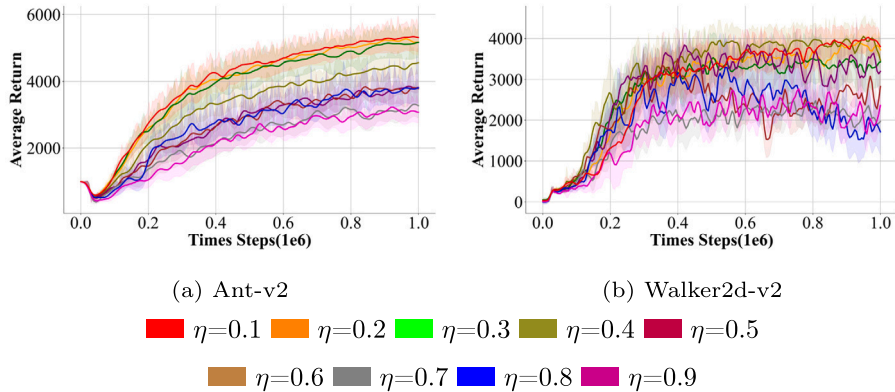 6000
4000
2000
Average Return
0.0 0.2 0.4 0.6 0.8 1.0
Times Steps(1e6)
(a) Ant-v2
4000
3000
2000
1000
0
Average Return
0.0 0.2 0.4 0.6 0.8 1.0
Times Steps(1e6)
(b) Walker2d-v2
η=0.1 η=0.2 η=0.3 η=0.4 η=0.5
η=0.6 η=0.7 η=0.8 η=0.9